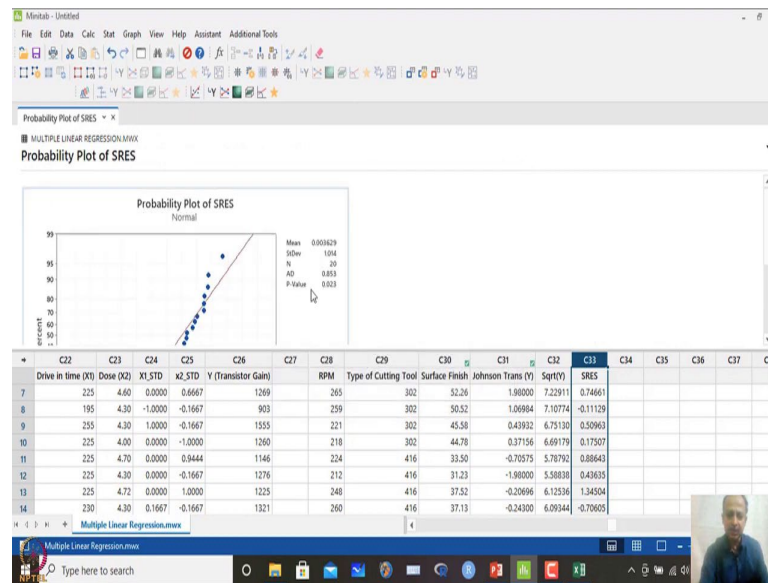 Minitab - Untitled
File Edit Data Calc Stat Graph View Help Assistant Additional Tools
Probability Plot of SRES
MULTIPLE LINEAR REGRESSION.MWX
Probability Plot of SRES
Probability Plot of SRES
Normal
99
95
90
80
70
60
50
ercent
Mean 0.003629
StDev 1.014
N 20
AD 0.853
P-Value 0.023
C22 C23 C24 C25 C26 C27 C28 C29 C30 C31 C32 C33 C34 C35 C36 C37 C
Drive in time (X1) Dose (X2) X1_STD x2_STD Y (Transistor Gain) RPM Type of Cutting Tool Surface Finish Johnson Trans (Y) Sqrt(Y) SRES
7 225 4.60 0.0000 0.6667 1269 265 302 52.26 1.98000 7.22911 0.74661
8 195 4.30 -1.0000 -0.1667 903 259 302 50.52 1.06984 7.10774 -0.11129
9 255 4.30 1.0000 -0.1667 1555 221 302 45.58 0.43932 6.75130 0.50963
10 225 4.00 0.0000 -1.0000 1260 218 302 44.78 0.37156 6.69179 0.17507
11 225 4.70 0.0000 0.9444 1146 224 416 33.50 -0.70575 5.78792 0.88643
12 225 4.30 0.0000 -0.1667 1276 212 416 31.23 -1.98000 5.58838 0.43635
13 225 4.72 0.0000 1.0000 1225 248 416 37.52 -0.20696 6.12536 1.34504
14 230 4.30 0.1667 -0.1667 1321 260 416 37.13 -0.24300 6.09344 -0.70605
Multiple Linear Regression.mwx
Multiple Linear Regression.mwx
Type here to search
NPTEL